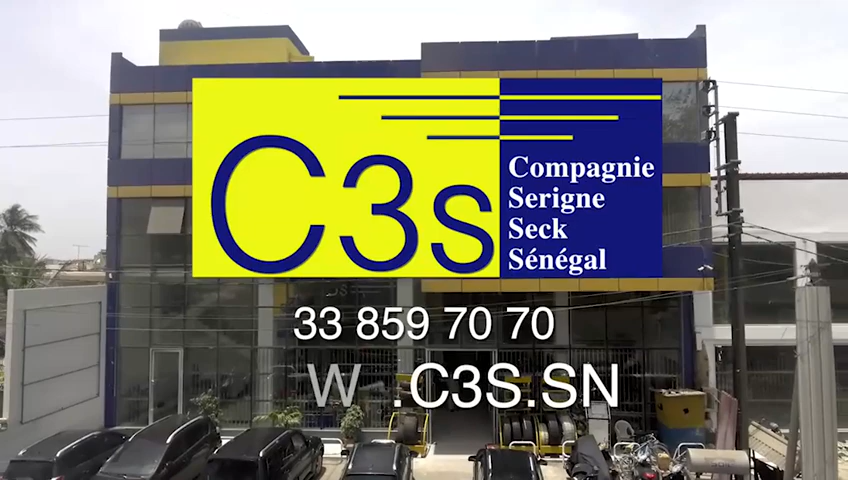 C3s
Compagnie
Serigne
Seck
Sénégal
33 859 70 70
W .C3S.SN